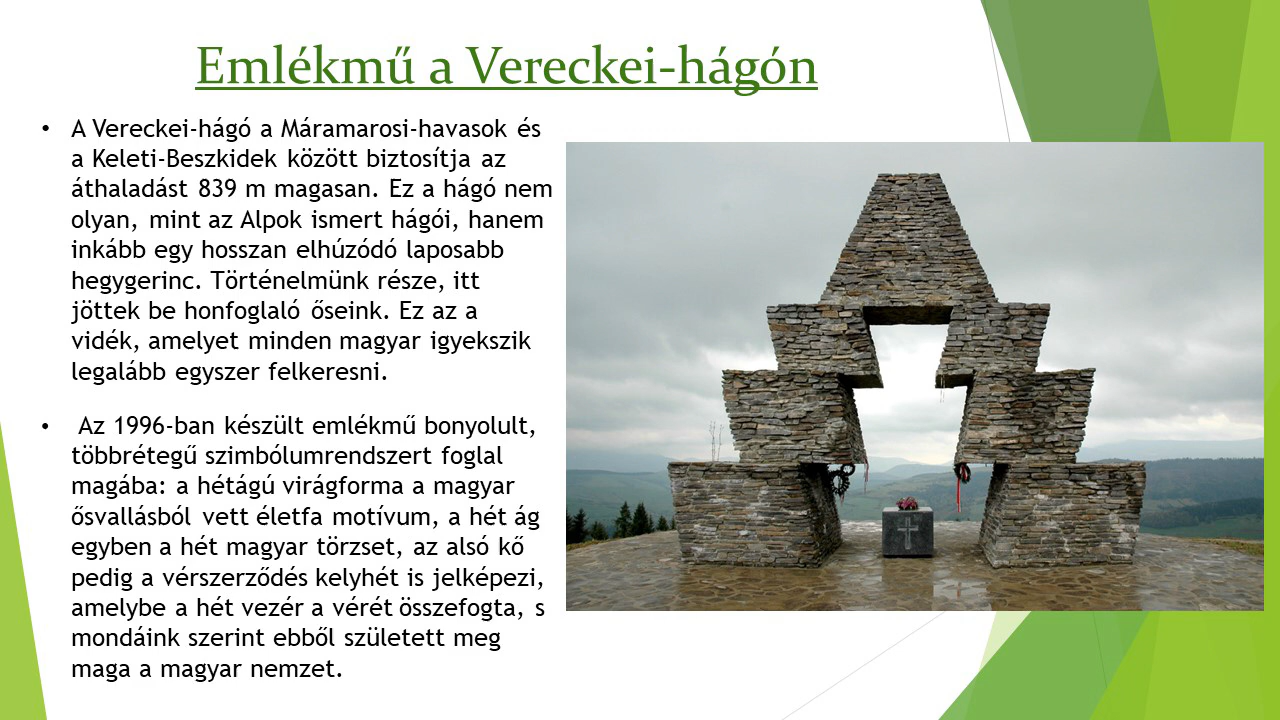 Emlékmű a Vereckei-hágón
• A Vereckei-hágó a Máramarosi-havasok és
a Keleti-Beszkidek között biztosítja az
áthaladást 839 m magasan. Ez a hágó nem
olyan, mint az Alpok ismert hágói, hanem
inkább egy hosszan elhúzódó laposabb
hegygerinc. Történelmünk része, itt
jöttek be honfoglaló őseink. Ez az a
vidék, amelyet minden magyar igyekszik
legalább egyszer felkeresni.
• Az 1996-ban készült emlékmű bonyolult,
többrétegű szimbólumrendszert foglal
magába: a hétágú virágforma a magyar
ősvallásból vett életfa motívum, a hét ág
egyben a hét magyar törzset, az alsó kő
pedig a vérszerződés kelyhét is jelképezi,
amelybe a hét vezér a vérét összefogta, s
mondáink szerint ebből született meg
maga a magyar nemzet.